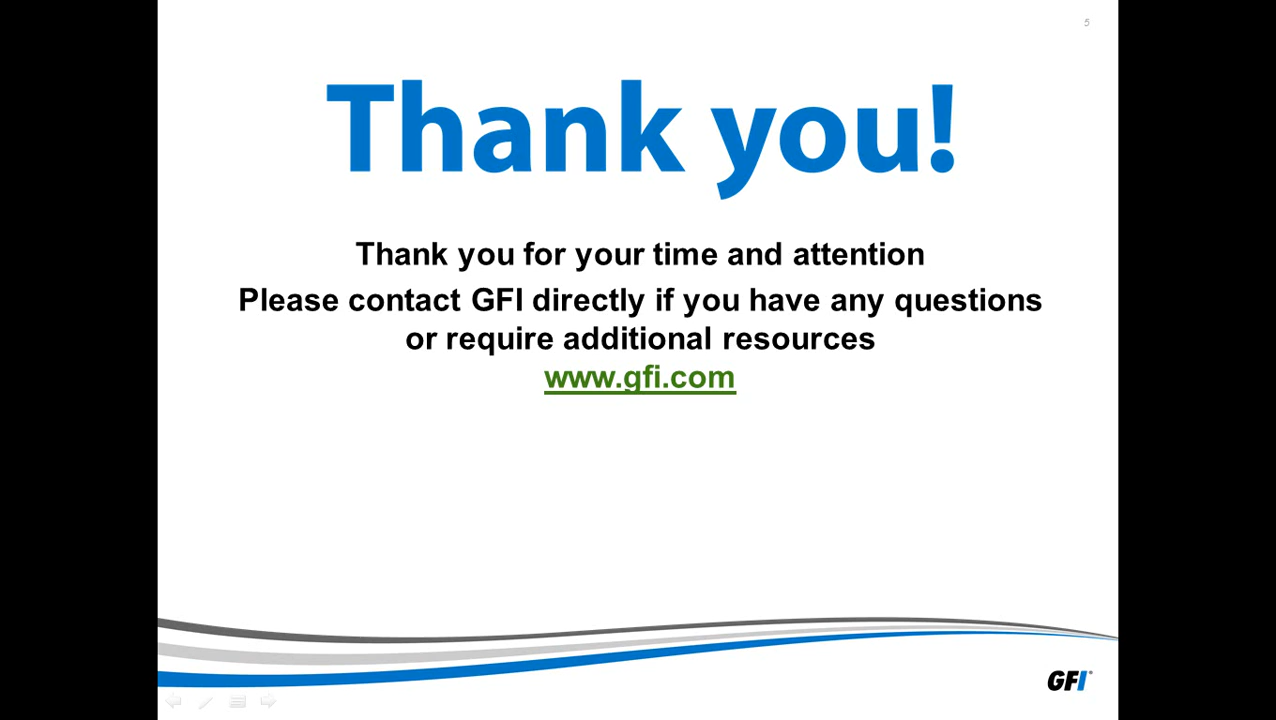 5
Thank you!
Thank you for your time and attention
Please contact GFI directly if you have any questions
or require additional resources
www.gfi.com
GFI®